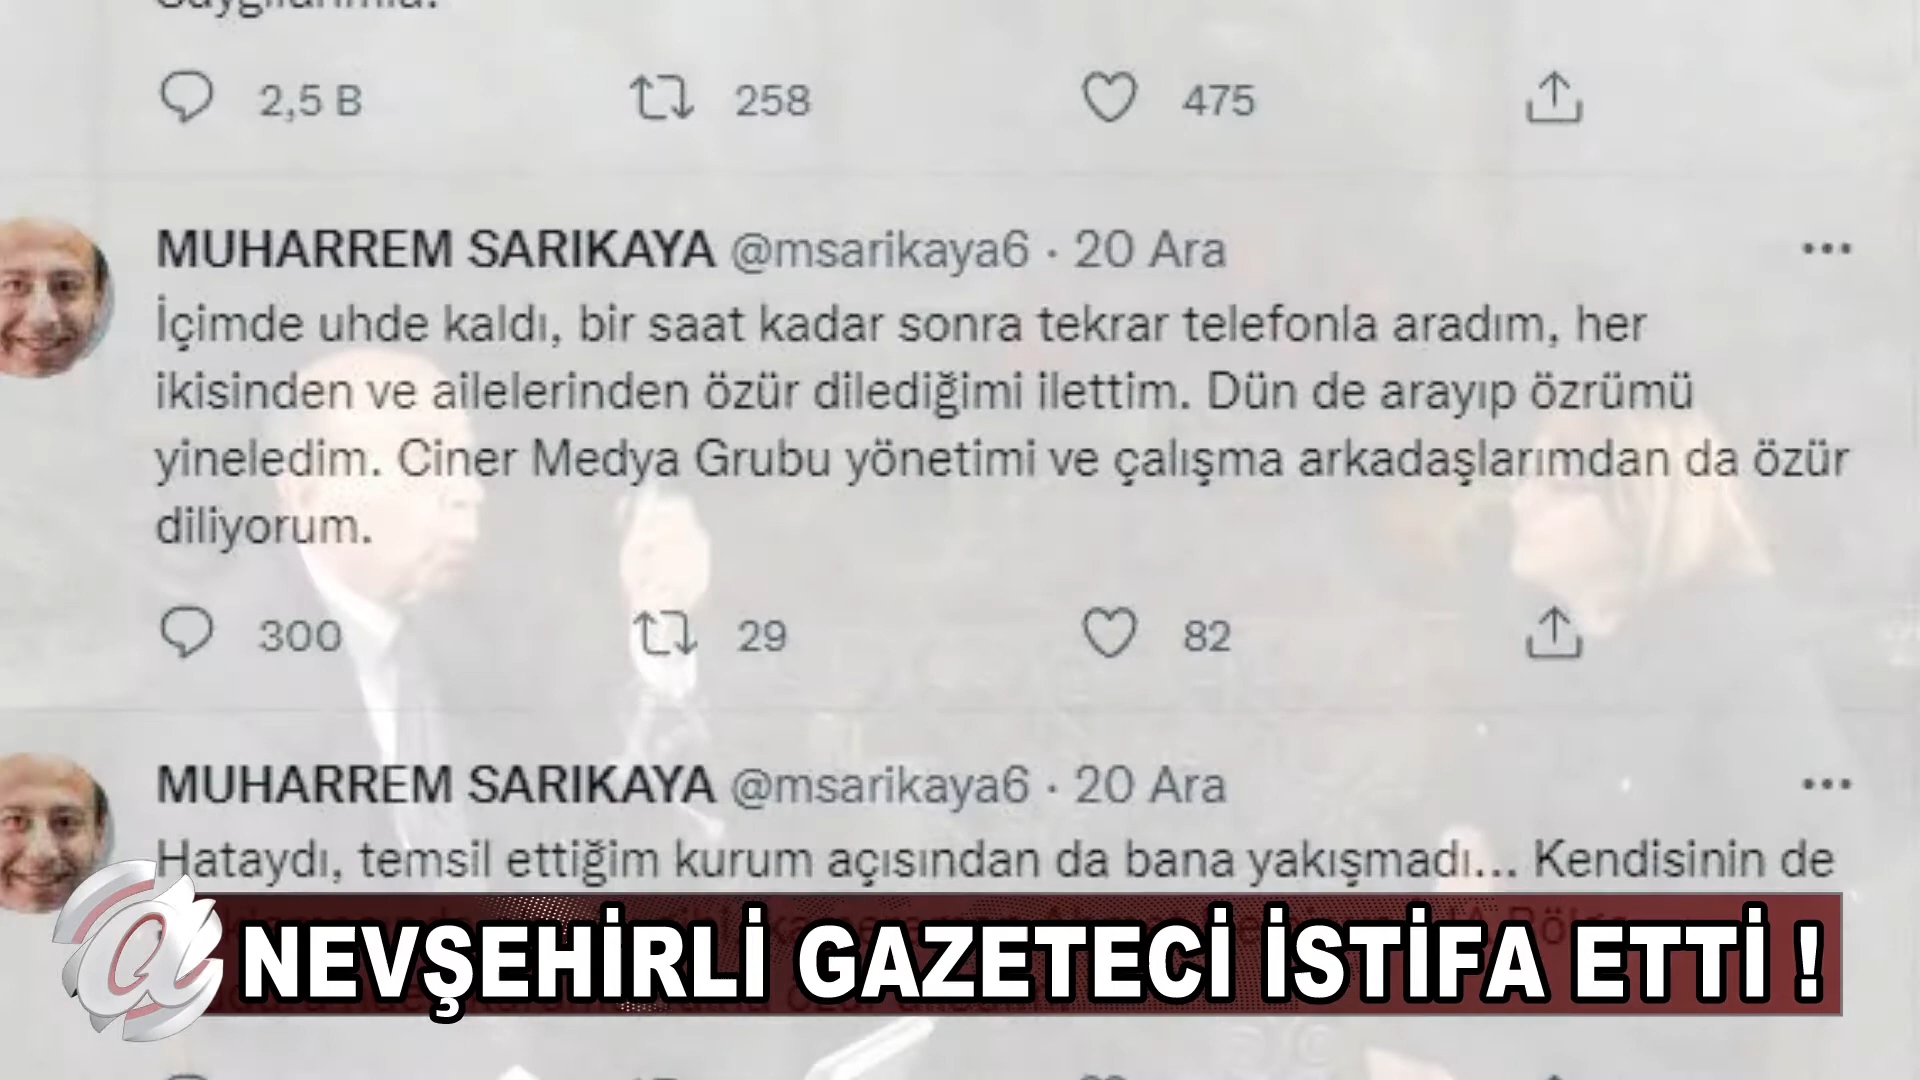 Saygılarımla.
2,5 B 258 475
MUHARREM SARIKAYA @msarikaya6 · 20 Ara
İçimde uhde kaldı, bir saat kadar sonra tekrar telefonla aradım, her
ikisinden ve ailelerinden özür dilediğimi ilettim. Dün de arayıp özrümü
yineledim. Ciner Medya Grubu yönetimi ve çalışma arkadaşlarımdan da özür
diliyorum.
300 29 82
MUHARREM SARIKAYA @msarikaya6 · 20 Ara
Hataydı, temsil ettiğim kurum açısından da bana yakışmadı... Kendisinin de
NEVŞEHİRLİ GAZETECİ İSTİFA ETTİ !